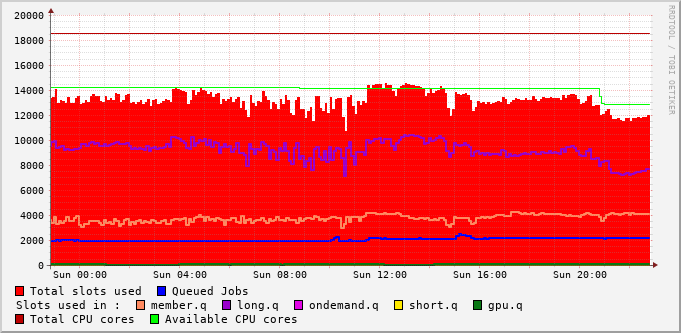 20000
18000
16000
14000
12000
10000
8000
6000
4000
2000
0
Sun 00:00 Sun 04:00 Sun 08:00 Sun 12:00 Sun 16:00 Sun 20:00
RRDTOOL / TOBI OETIKER
Total slots used Queued Jobs
Slots used in : member.q long.q ondemand.q short.q gpu.q
Total CPU cores Available CPU cores